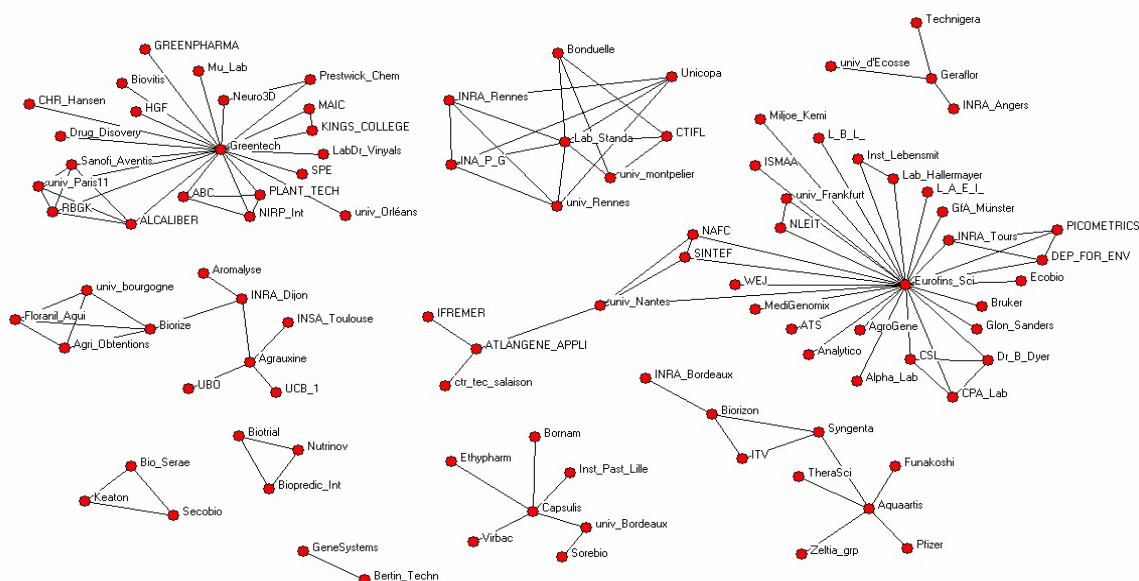 GREENPHARMA
Mu_Lab
Biovitis
Prestwick_Chem
Neuro3D
CHR_Hansen
HGF
MAIC
KINGS_COLLEGE
Drug_Disovery
Greentech
LabDr_Vinyals
Sanofi_Aventis
SPE
univ_Paris11
ABC
PLANT_TECH
RBGK
NIRP_Int
univ_Orléans
ALCALIBER
Bonduelle
Unicopa
INRA_Rennes
Lab_Standa
CTIFL
INA_P_G
univ_montpelier
univ_Rennes
Technigera
univ_d'Ecosse
Geraflor
INRA_Angers
Miljoe_Kemi
L_B_L_
ISMAA
Inst_Lebensmit
Lab_Hallermayer
univ_Frankfurt
L_A_E_I_
GfA_Münster
NLEIT
INRA_Tours
PICOMETRICS
NAFC
SINTEF
DEP_FOR_ENV
WEJ
Eurofins_Sci
Ecobio
univ_Nantes
MediGenomix
Bruker
ATS
AgroGene
Glon_Sanders
Analytico
CSL
Dr_B_Dyer
Alpha_Lab
CPA_Lab
Aromalyse
univ_bourgogne
INRA_Dijon
Floranil_Aqui
Biorize
INSA_Toulouse
Agri_Obtentions
Agrauxine
UBO
UCB_1
IFREMER
ATLANGENE_APPLI
ctr_tec_salaison
INRA_Bordeaux
Biorizon
Syngenta
ITV
TheraSci
Funakoshi
Aquaartis
Zeltia_grp
Pfizer
Biotrial
Nutrinov
Biopredic_Int
Bio_Serae
Keaton
Secobio
Bornam
Ethypharm
Inst_Past_Lille
Capsulis
univ_Bordeaux
Virbac
Sorebio
GeneSystems
Bertin_Techn